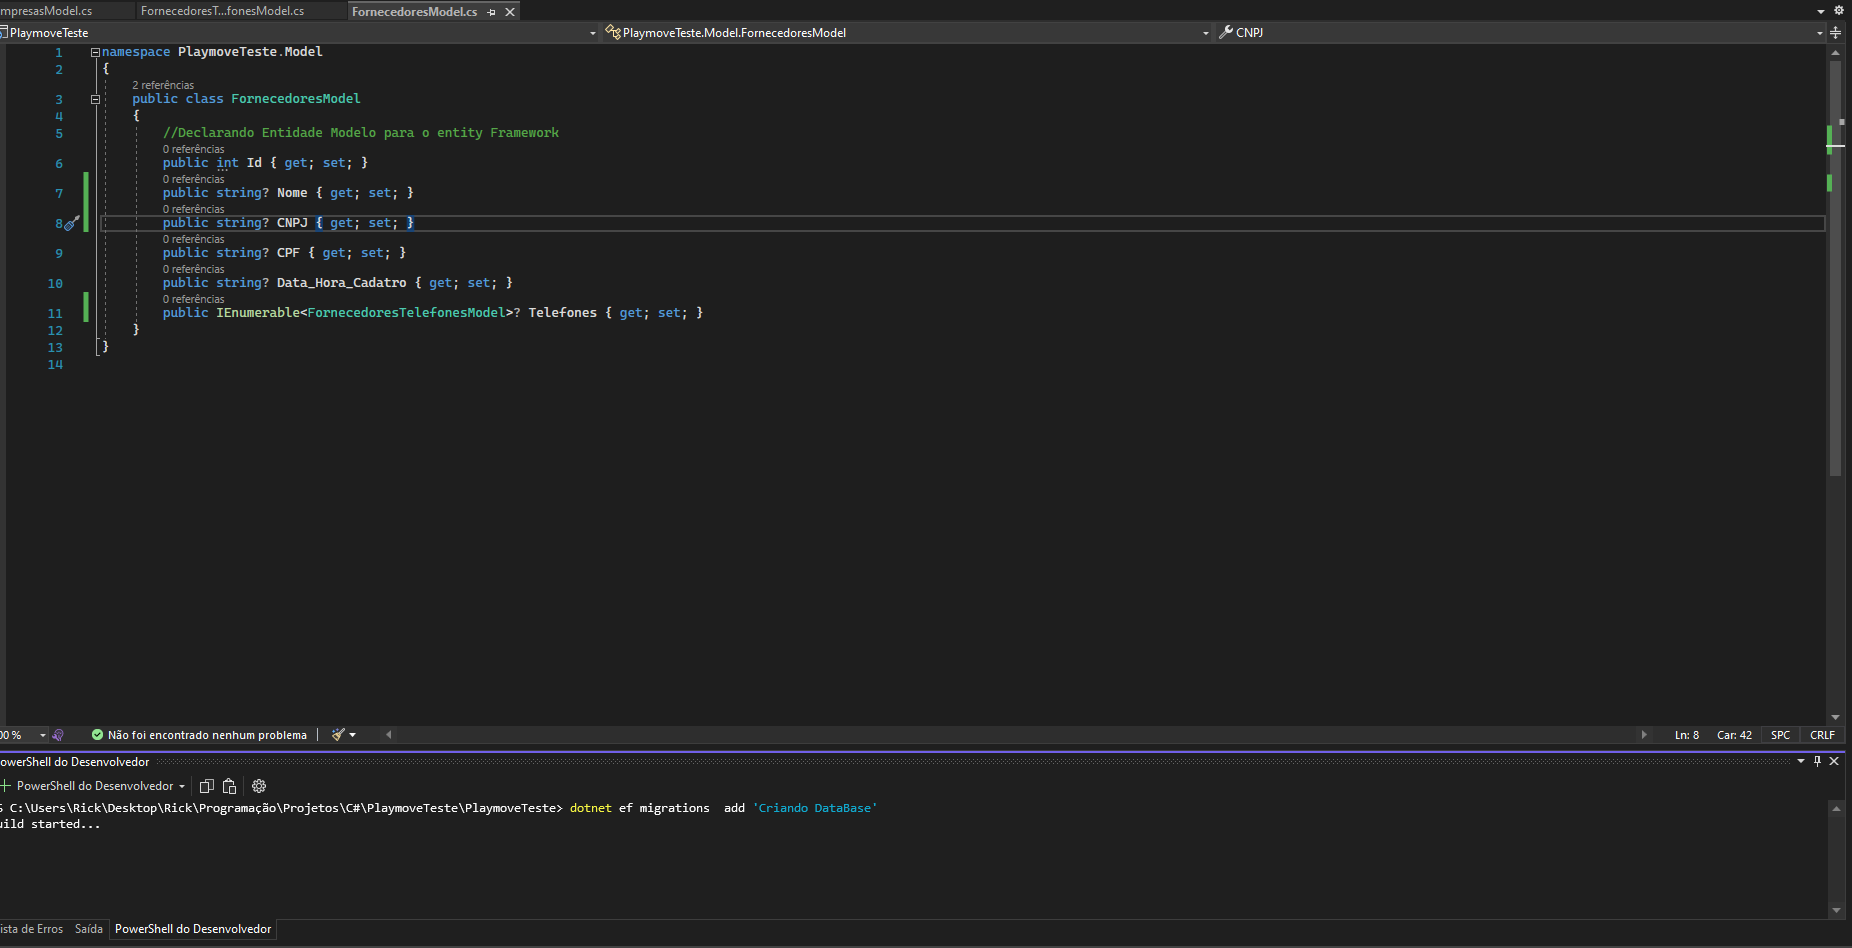 mpresasModel.cs FornecedoresT...fonesModel.cs FornecedoresModel.cs
PlaymoveTeste PlaymoveTeste.Model.FornecedoresModel CNPJ
1 namespace PlaymoveTeste.Model
2 {
2 referências
3 public class FornecedoresModel
4 {
5 //Declarando Entidade Modelo para o entity Framework
0 referências
6 public int Id { get; set; }
0 referências
7 public string? Nome { get; set; }
0 referências
8 public string? CNPJ { get; set; }
0 referências
9 public string? CPF { get; set; }
0 referências
10 public string? Data_Hora_Cadatro { get; set; }
0 referências
11 public IEnumerable<FornecedoresTelefonesModel>? Telefones { get; set; }
12 }
13 }
14
00 % Não foi encontrado nenhum problema Ln: 8 Car: 42 SPC CRLF
owerShell do Desenvolvedor
PowerShell do Desenvolvedor
S C:\Users\Rick\Desktop\Rick\Programação\Projetos\C#\PlaymoveTeste\PlaymoveTeste> dotnet ef migrations  add 'Criando DataBase'
uild started...
ista de Erros Saída PowerShell do Desenvolvedor